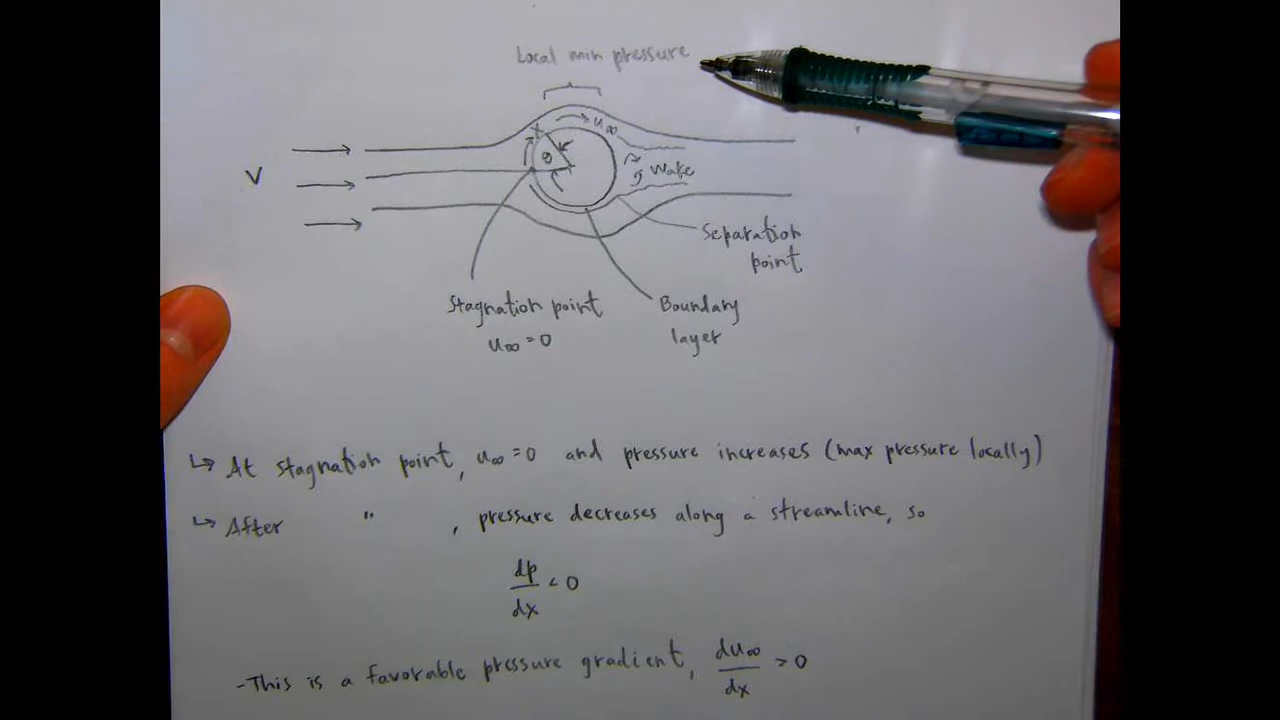 Local min pressure
x
u∞
θ
V
Wake
Separation
point
Stagnation point
u∞ = 0
Boundary
layer
↳ At stagnation point, u∞ = 0 and pressure increases (max pressure locally)
↳ After " , pressure decreases along a streamline, so
dp/dx < 0
- This is a favorable pressure gradient, du∞/dx > 0